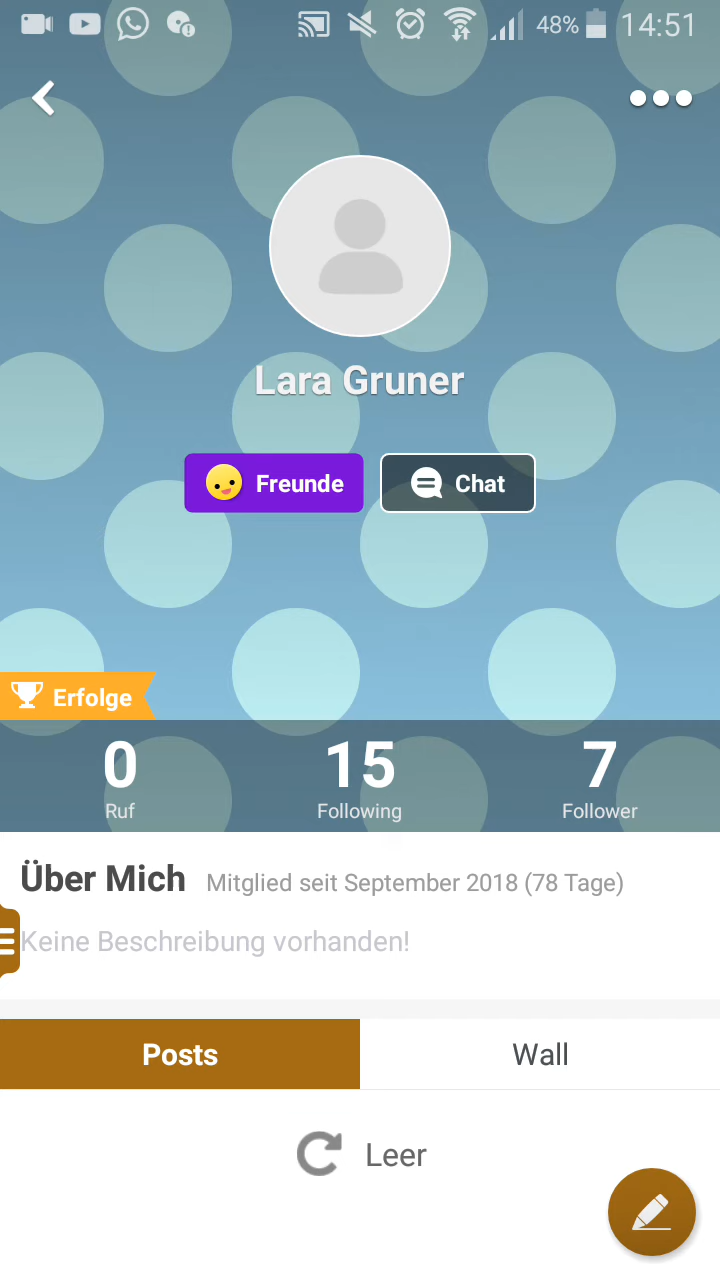 48% 14:51
Lara Gruner
Freunde Chat
Erfolge
0 15 7
Ruf Following Follower
Über Mich Mitglied seit September 2018 (78 Tage)
Keine Beschreibung vorhanden!
Posts Wall
Leer